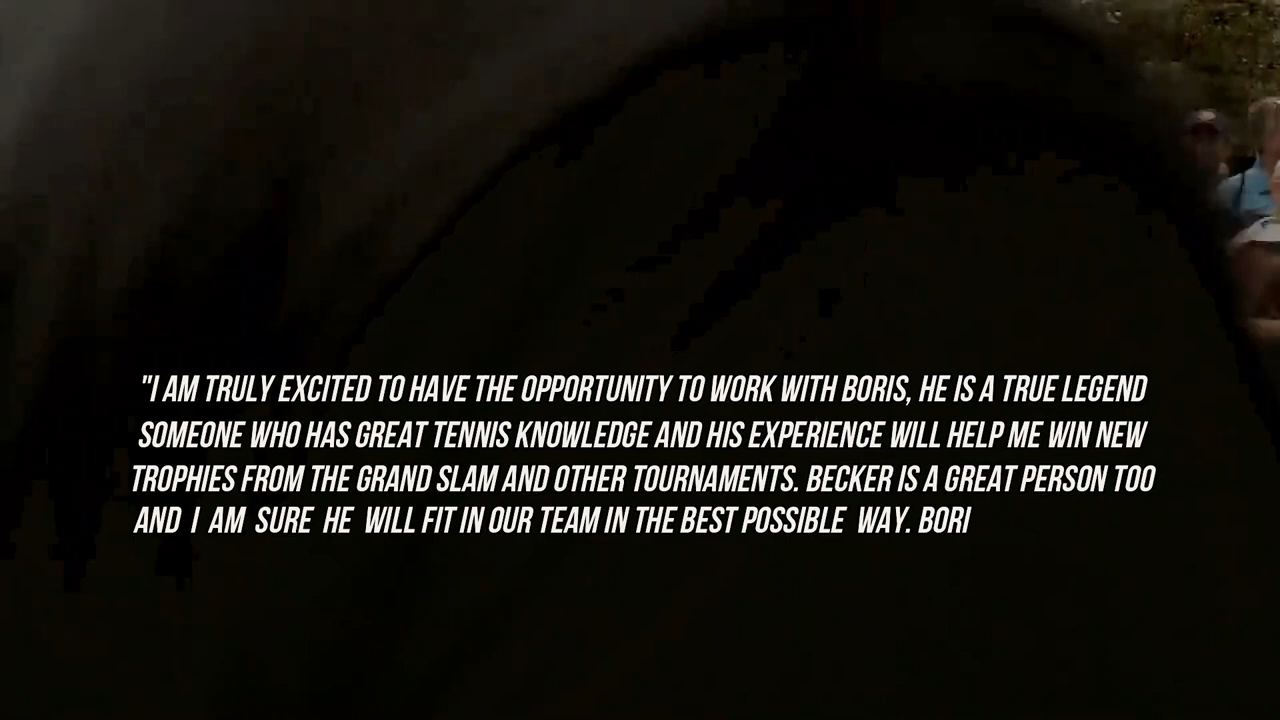 "I AM TRULY EXCITED TO HAVE THE OPPORTUNITY TO WORK WITH BORIS, HE IS A TRUE LEGEND
SOMEONE WHO HAS GREAT TENNIS KNOWLEDGE AND HIS EXPERIENCE WILL HELP ME WIN NEW
TROPHIES FROM THE GRAND SLAM AND OTHER TOURNAMENTS. BECKER IS A GREAT PERSON TOO
AND I AM SURE HE WILL FIT IN OUR TEAM IN THE BEST POSSIBLE WAY. BORI